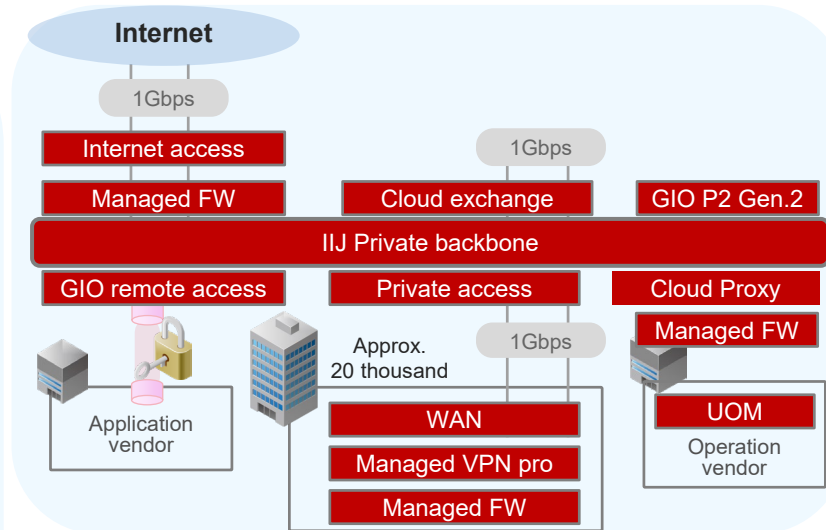 Internet
1Gbps
Internet access
1Gbps
Managed FW
Cloud exchange
GIO P2 Gen.2
IIJ Private backbone
GIO remote access
Private access
Cloud Proxy
Managed FW
Approx.
20 thousand
1Gbps
Application
vendor
WAN
Managed VPN pro
Managed FW
UOM
Operation
vendor